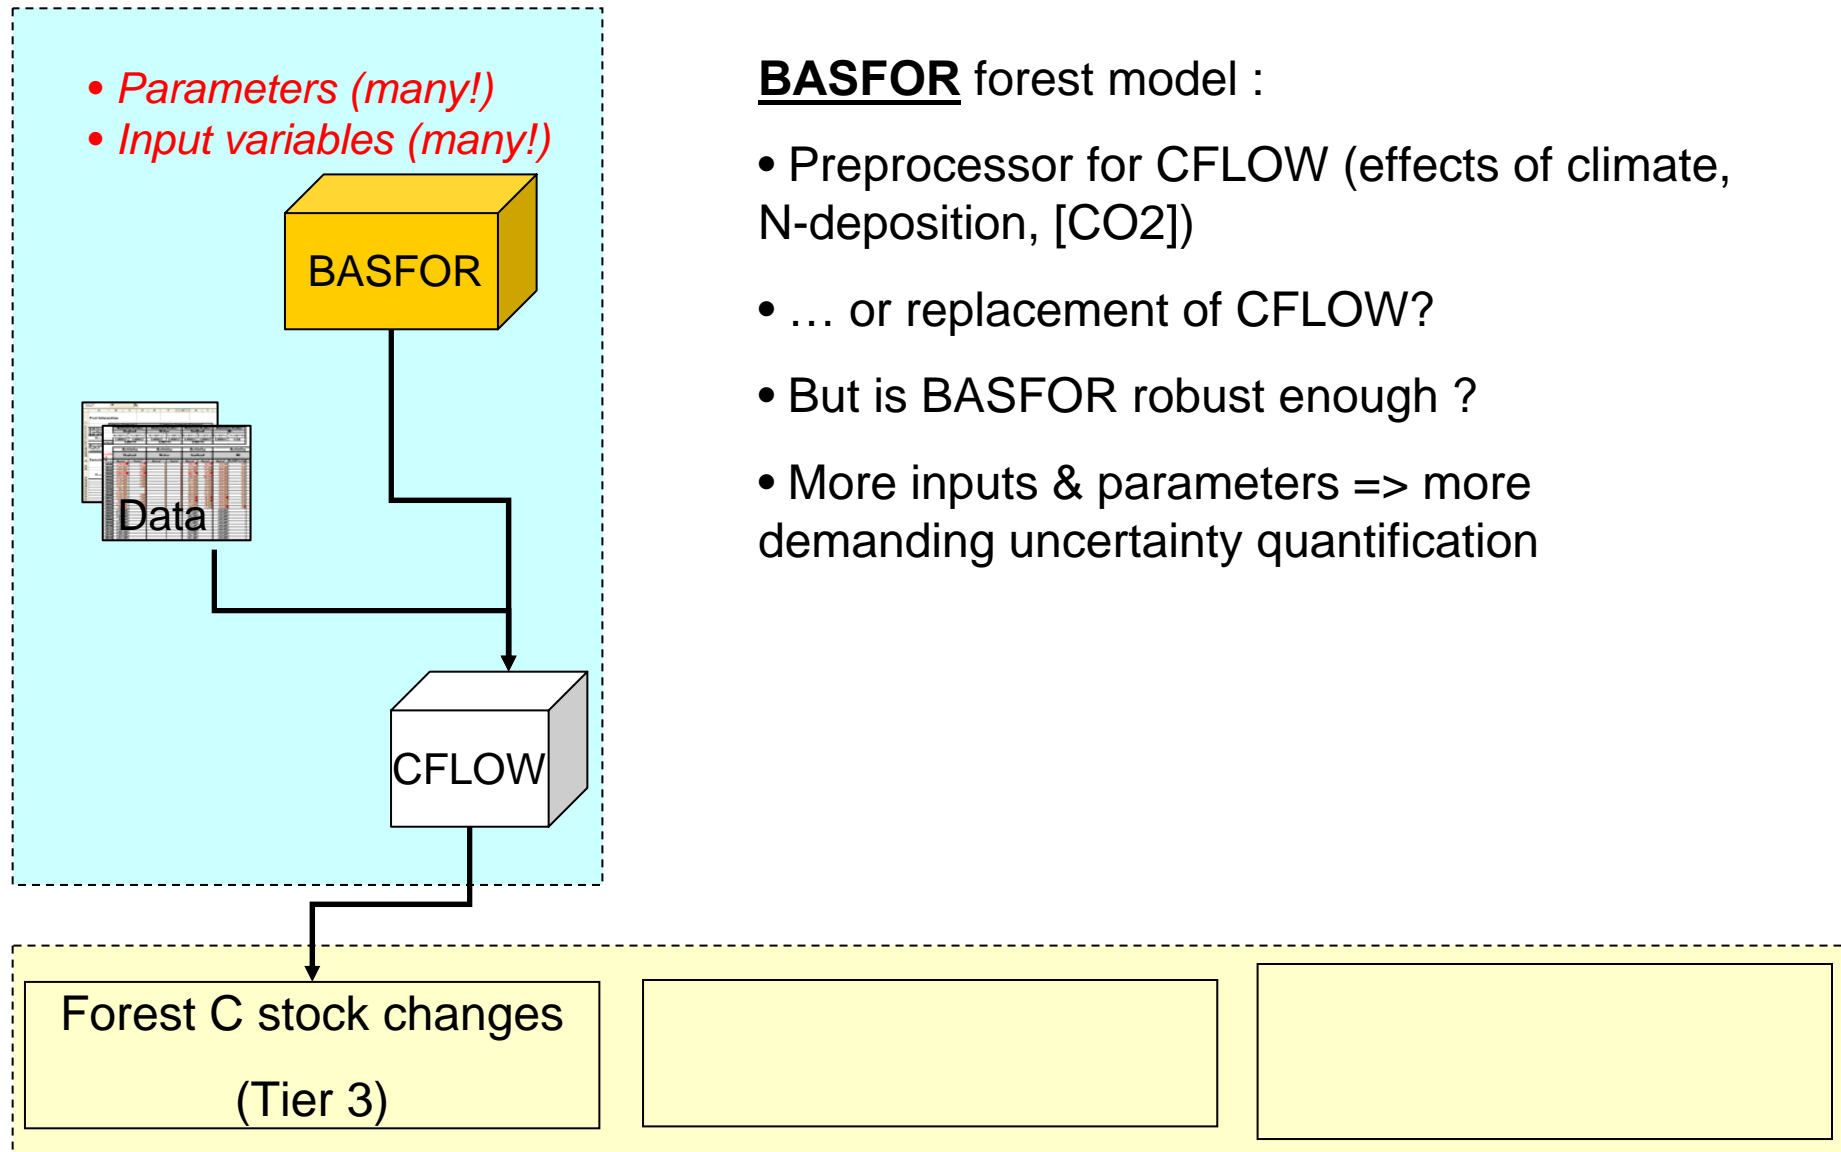 • Parameters (many!)
• Input variables (many!)
BASFOR
Data
CFLOW
BASFOR forest model :
• Preprocessor for CFLOW (effects of climate,
N-deposition, [CO2])
• … or replacement of CFLOW?
• But is BASFOR robust enough ?
• More inputs & parameters => more
demanding uncertainty quantification
Forest C stock changes
(Tier 3)